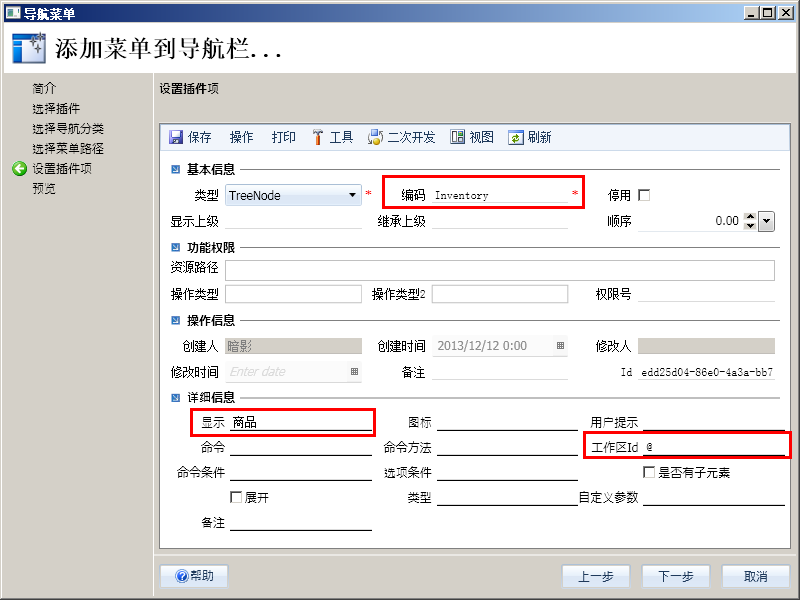 导航菜单
添加菜单到导航栏...
简介
选择插件
选择导航分类
选择菜单路径
设置插件项
预览
设置插件项
保存 操作 打印 工具 二次开发 视图 刷新
基本信息
类型 TreeNode * 编码 Inventory * 停用
显示上级 继承上级 顺序 0.00
功能权限
资源路径
操作类型 操作类型2 权限号
操作信息
创建人 暗影 创建时间 2013/12/12 0:00 修改人
修改时间 Enter date 备注 Id edd25d04-86e0-4a3a-bb7
详细信息
显示 商品 图标 用户提示
命令 命令方法 工作区Id @
命令条件 选项条件 是否有子元素
展开 类型 自定义参数
备注
帮助 上一步 下一步 取消